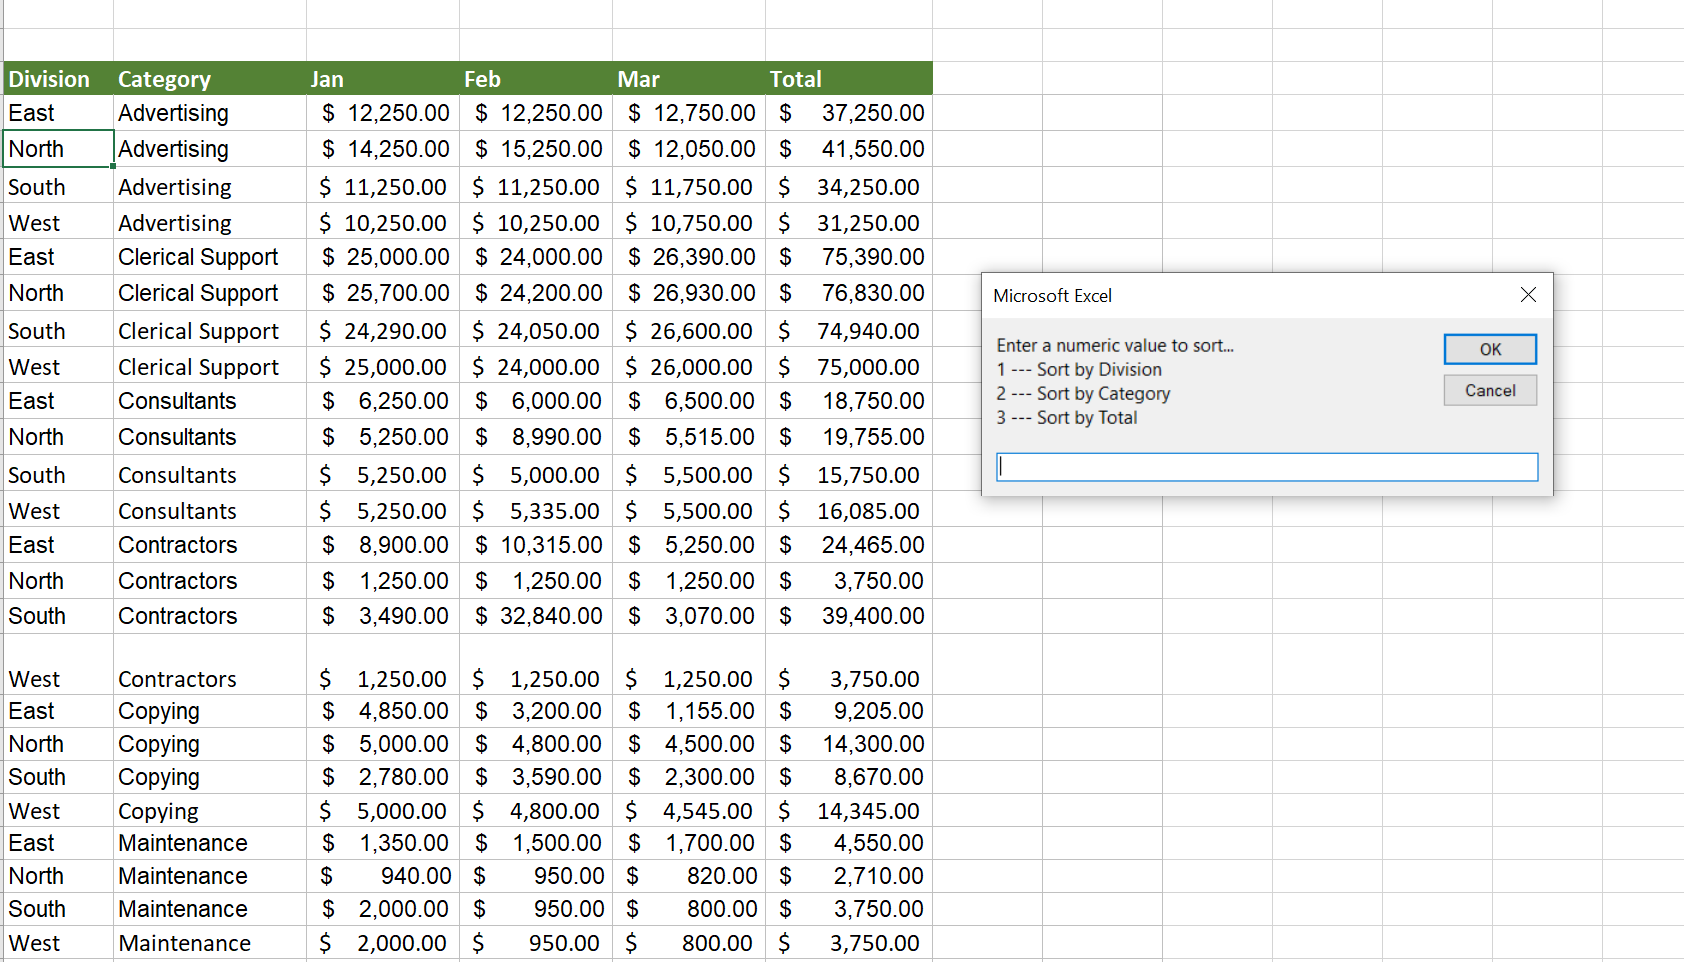 Division Category Jan Feb Mar Total
East Advertising $ 12,250.00 $ 12,250.00 $ 12,750.00 $ 37,250.00
North Advertising $ 14,250.00 $ 15,250.00 $ 12,050.00 $ 41,550.00
South Advertising $ 11,250.00 $ 11,250.00 $ 11,750.00 $ 34,250.00
West Advertising $ 10,250.00 $ 10,250.00 $ 10,750.00 $ 31,250.00
East Clerical Support $ 25,000.00 $ 24,000.00 $ 26,390.00 $ 75,390.00
North Clerical Support $ 25,700.00 $ 24,200.00 $ 26,930.00 $ 76,830.00
South Clerical Support $ 24,290.00 $ 24,050.00 $ 26,600.00 $ 74,940.00
West Clerical Support $ 25,000.00 $ 24,000.00 $ 26,000.00 $ 75,000.00
East Consultants $ 6,250.00 $ 6,000.00 $ 6,500.00 $ 18,750.00
North Consultants $ 5,250.00 $ 8,990.00 $ 5,515.00 $ 19,755.00
South Consultants $ 5,250.00 $ 5,000.00 $ 5,500.00 $ 15,750.00
West Consultants $ 5,250.00 $ 5,335.00 $ 5,500.00 $ 16,085.00
East Contractors $ 8,900.00 $ 10,315.00 $ 5,250.00 $ 24,465.00
North Contractors $ 1,250.00 $ 1,250.00 $ 1,250.00 $ 3,750.00
South Contractors $ 3,490.00 $ 32,840.00 $ 3,070.00 $ 39,400.00
West Contractors $ 1,250.00 $ 1,250.00 $ 1,250.00 $ 3,750.00
East Copying $ 4,850.00 $ 3,200.00 $ 1,155.00 $ 9,205.00
North Copying $ 5,000.00 $ 4,800.00 $ 4,500.00 $ 14,300.00
South Copying $ 2,780.00 $ 3,590.00 $ 2,300.00 $ 8,670.00
West Copying $ 5,000.00 $ 4,800.00 $ 4,545.00 $ 14,345.00
East Maintenance $ 1,350.00 $ 1,500.00 $ 1,700.00 $ 4,550.00
North Maintenance $ 940.00 $ 950.00 $ 820.00 $ 2,710.00
South Maintenance $ 2,000.00 $ 950.00 $ 800.00 $ 3,750.00
West Maintenance $ 2,000.00 $ 950.00 $ 800.00 $ 3,750.00
Microsoft Excel
Enter a numeric value to sort...
1 --- Sort by Division
2 --- Sort by Category
3 --- Sort by Total
OK
Cancel